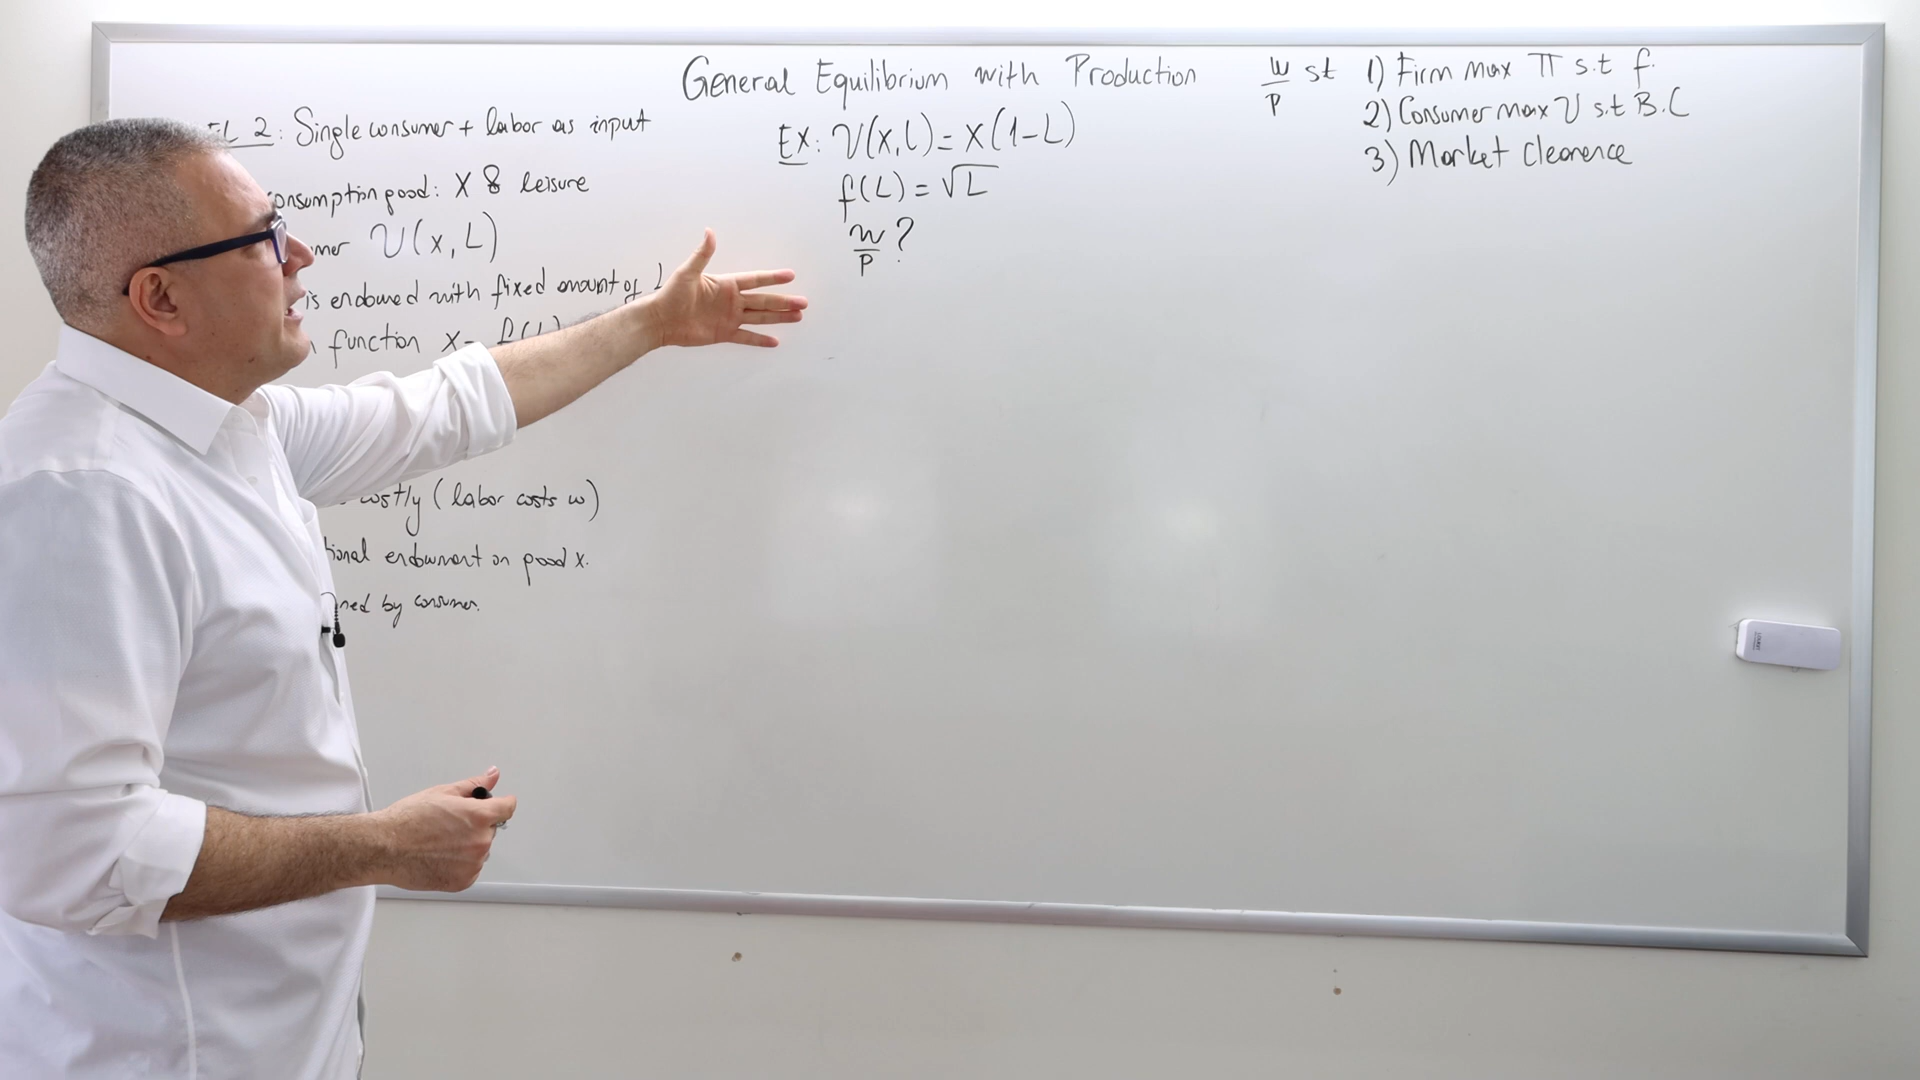 General Equilibrium with Production
2: Single consumer + labor as input
good: X & leisure
U(x, L)
is endowed with fixed amount of L
function x = f(L)
costly (labor costs w)
endowment on good x.
by consumer.
Ex: U(x,L) = x(1-L)
f(L) = √L
w/p ?
w/p st 1) Firm max π s.t f.
2) Consumer max U s.t B.C
3) Market Clearence